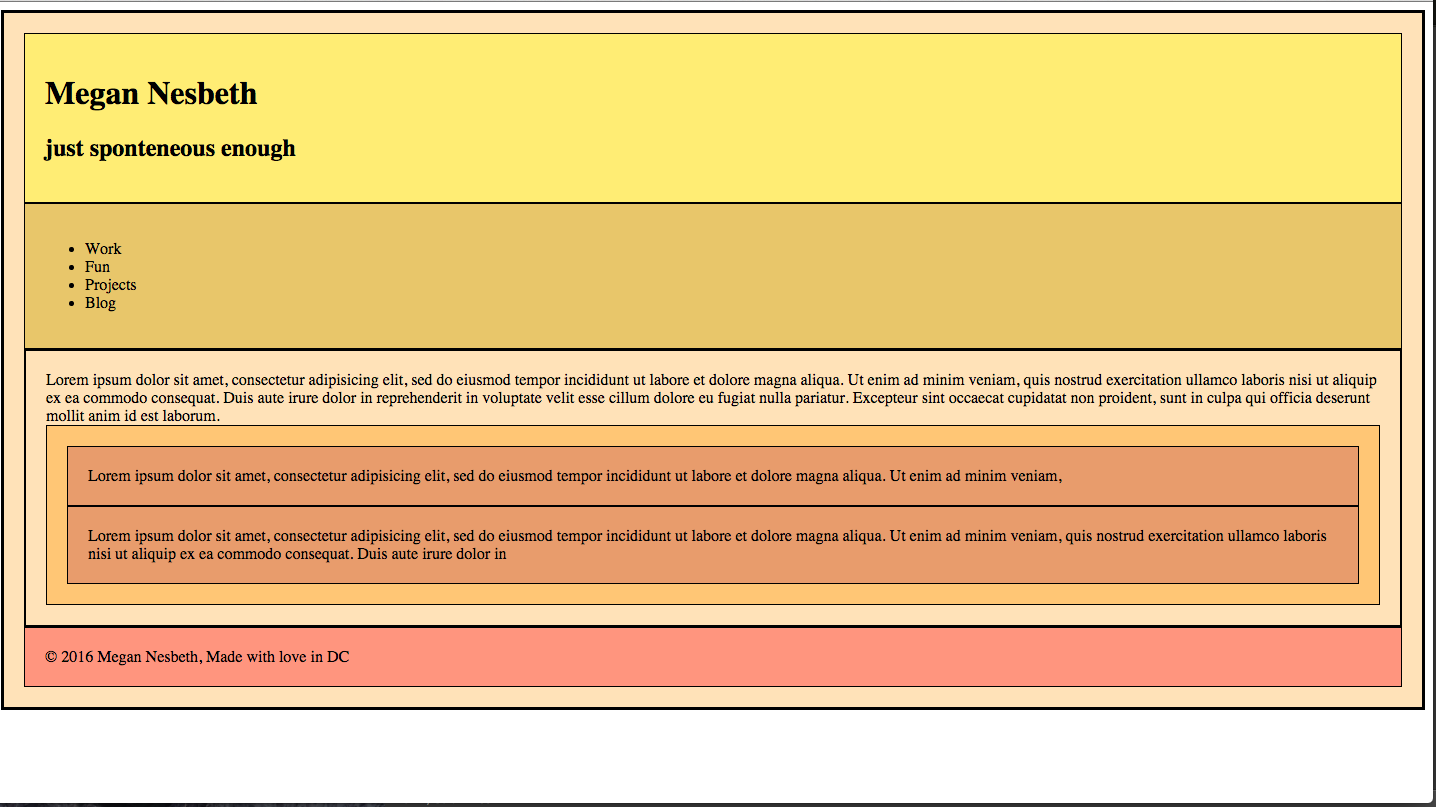 Megan Nesbeth
just sponteneous enough
Work
Fun
Projects
Blog
Lorem ipsum dolor sit amet, consectetur adipisicing elit, sed do eiusmod tempor incididunt ut labore et dolore magna aliqua. Ut enim ad minim veniam, quis nostrud exercitation ullamco laboris nisi ut aliquip
ex ea commodo consequat. Duis aute irure dolor in reprehenderit in voluptate velit esse cillum dolore eu fugiat nulla pariatur. Excepteur sint occaecat cupidatat non proident, sunt in culpa qui officia deserunt
mollit anim id est laborum.
Lorem ipsum dolor sit amet, consectetur adipisicing elit, sed do eiusmod tempor incididunt ut labore et dolore magna aliqua. Ut enim ad minim veniam,
Lorem ipsum dolor sit amet, consectetur adipisicing elit, sed do eiusmod tempor incididunt ut labore et dolore magna aliqua. Ut enim ad minim veniam, quis nostrud exercitation ullamco laboris
nisi ut aliquip ex ea commodo consequat. Duis aute irure dolor in
© 2016 Megan Nesbeth, Made with love in DC